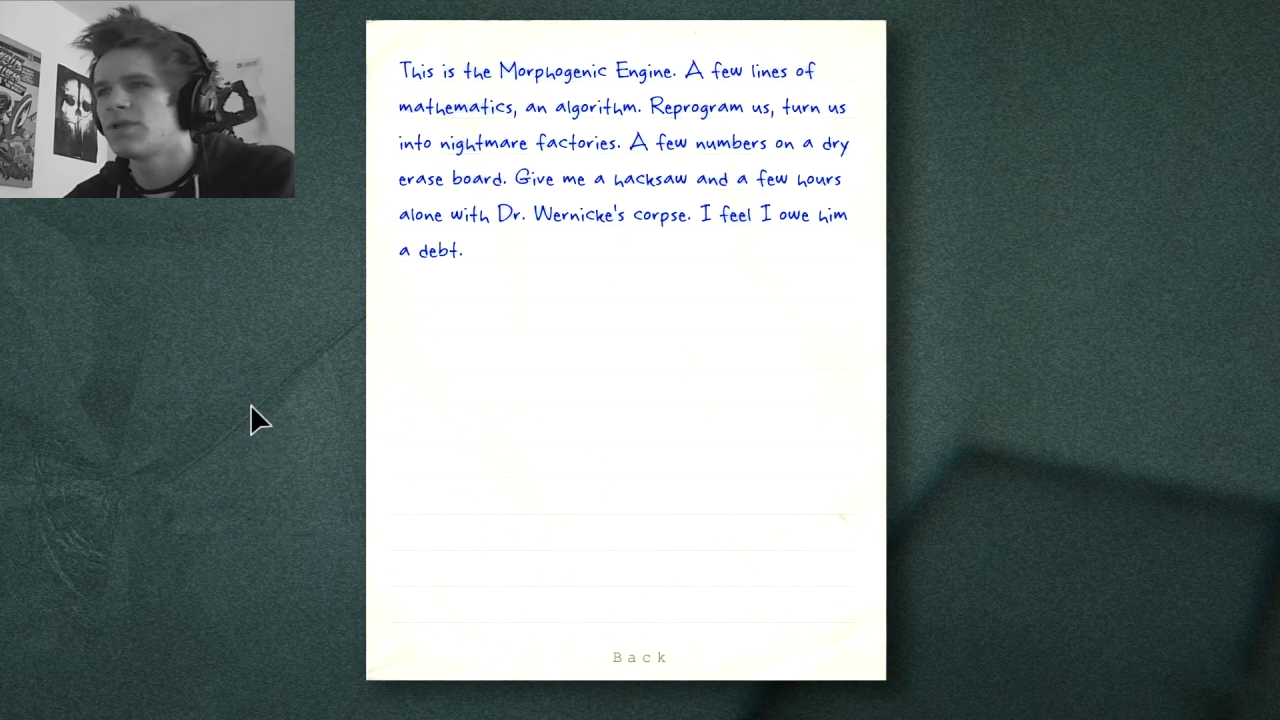 This is the Morphogenic Engine. A few lines of
mathematics, an algorithm. Reprogram us, turn us
into nightmare factories. A few numbers on a dry
erase board. Give me a hacksaw and a few hours
alone with Dr. Wernicke's corpse. I feel I owe him
a debt.
Back